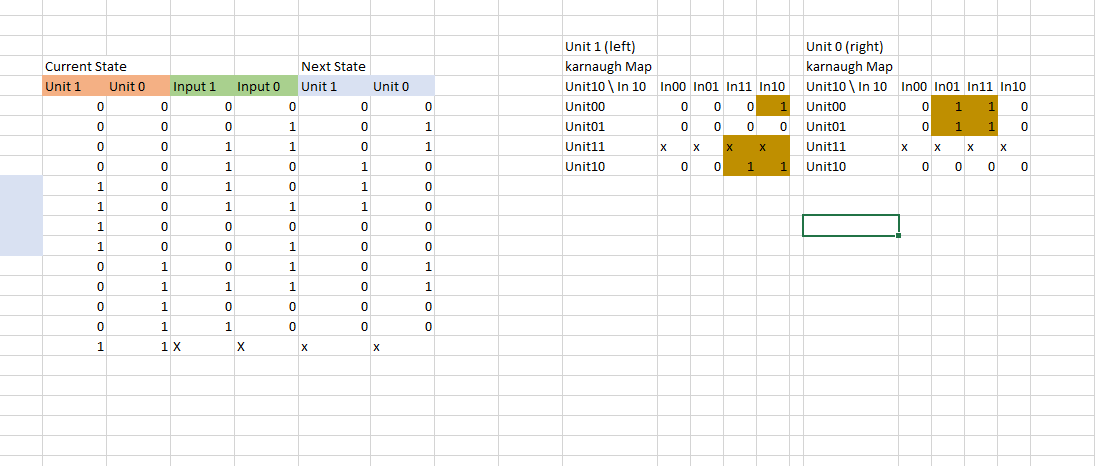 Unit 1 (left) Unit 0 (right)
Current State Next State karnaugh Map karnaugh Map
Unit 1 Unit 0 Input 1 Input 0 Unit 1 Unit 0 Unit10 \ In 10 In00 In01 In11 In10 Unit10 \ In 10 In00 In01 In11 In10
0 0 0 0 0 0 Unit00 0 0 0 1 Unit00 0 1 1 0
0 0 0 1 0 1 Unit01 0 0 0 0 Unit01 0 1 1 0
0 0 1 1 0 1 Unit11 x x x x Unit11 x x x x
0 0 1 0 1 0 Unit10 0 0 1 1 Unit10 0 0 0 0
1 0 1 0 1 0
1 0 1 1 1 0
1 0 0 0 0 0
1 0 0 1 0 0
0 1 0 1 0 1
0 1 1 1 0 1
0 1 0 0 0 0
0 1 1 0 0 0
1 1 X X x x